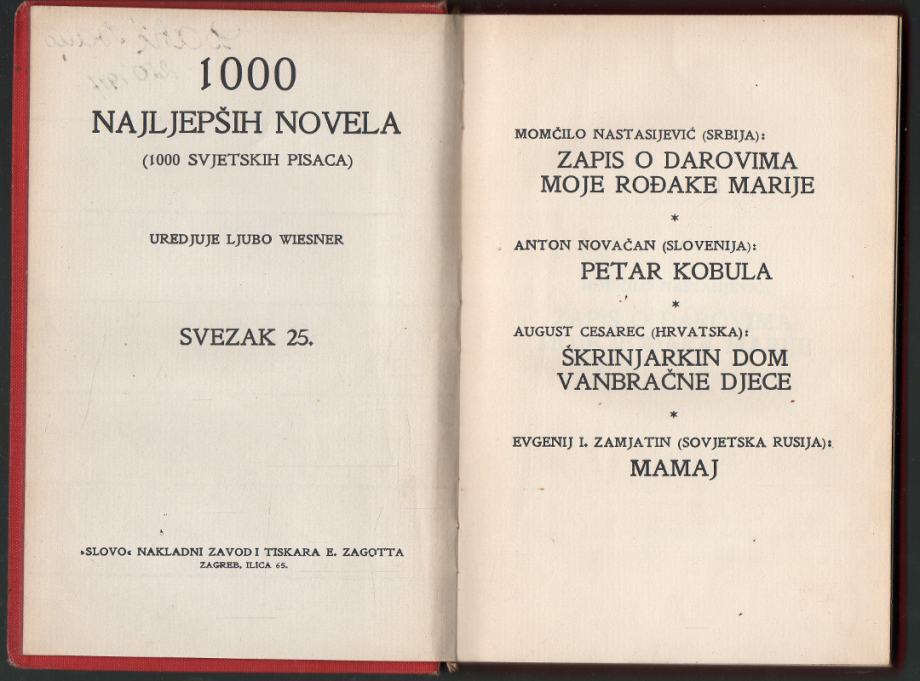 1000
NAJLJEPŠIH NOVELA
(1000 SVJETSKIH PISACA)
UREDJUJE LJUBO WIESNER
SVEZAK 25.
»SLOVO« NAKLADNI ZAVOD I TISKARA E. ZAGOTTA
ZAGREB, ILICA 65.
MOMČILO NASTASIJEVIĆ (SRBIJA):
ZAPIS O DAROVIMA
MOJE ROĐAKE MARIJE
*
ANTON NOVAČAN (SLOVENIJA):
PETAR KOBULA
*
AUGUST CESAREC (HRVATSKA):
ŠKRINJARKIN DOM
VANBRAČNE DJECE
*
EVGENIJ I. ZAMJATIN (SOVJETSKA RUSIJA):
MAMAJ